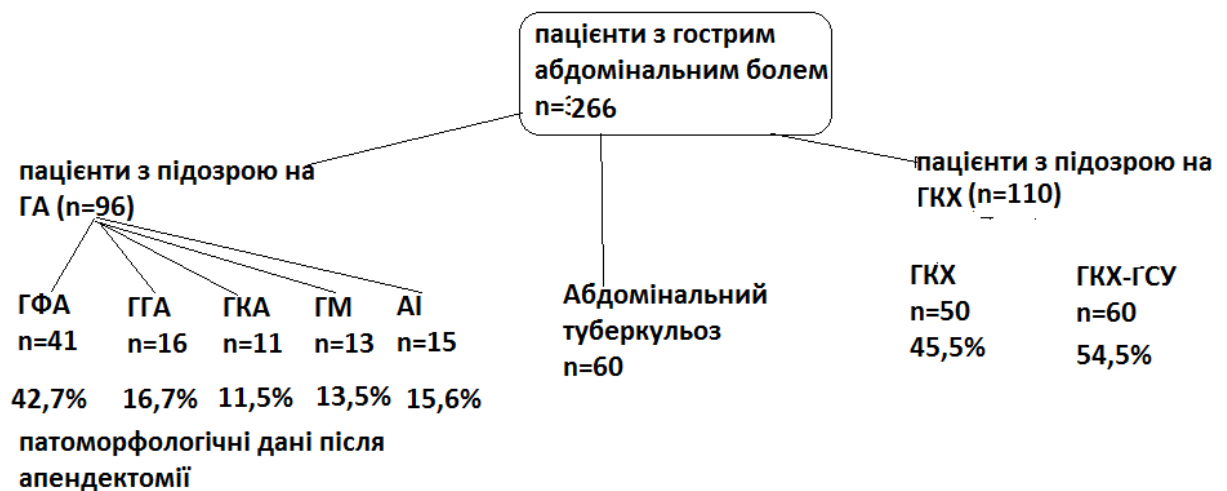 пацієнти з гострим
абдомінальним болем
n=266
пацієнти з підозрою на
ГА (n=96)
пацієнти з підозрою на
ГКХ (n=110)
ГФА
n=41
42,7%
ГГА
n=16
16,7%
ГКА
n=11
11,5%
ГМ
n=13
13,5%
АІ
n=15
15,6%
патоморфологічні дані після
апендектомії
Абдомінальний
туберкульоз
n=60
ГКХ
n=50
45,5%
ГКХ-ГСУ
n=60
54,5%